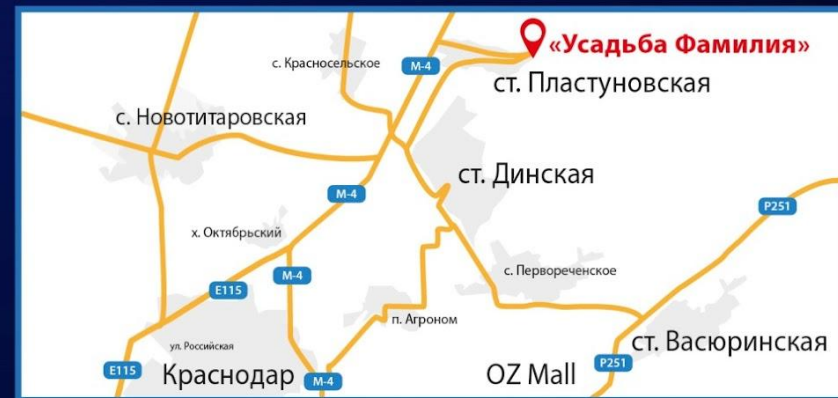 «Усадьба Фамилия»
с. Красносельское
М-4
ст. Пластуновская
с. Новотитаровская
ст. Динская
М-4
Р251
х. Октябрьский
М-4
с. Первореченское
Е115
п. Агроном
ул. Российская
ст. Васюринская
Е115
Краснодар
М-4
OZ Mall
Р251